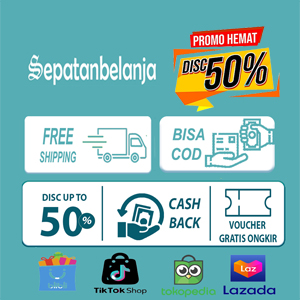 Sepatanbelanja
PROMO HEMAT
DISC 50%
FREE
SHIPPING
BISA
COD
DISC UP TO
50%
CASH
BACK
VOUCHER
GRATIS ONGKIR
TikTok Shop
tokopedia
Laz
Lazada